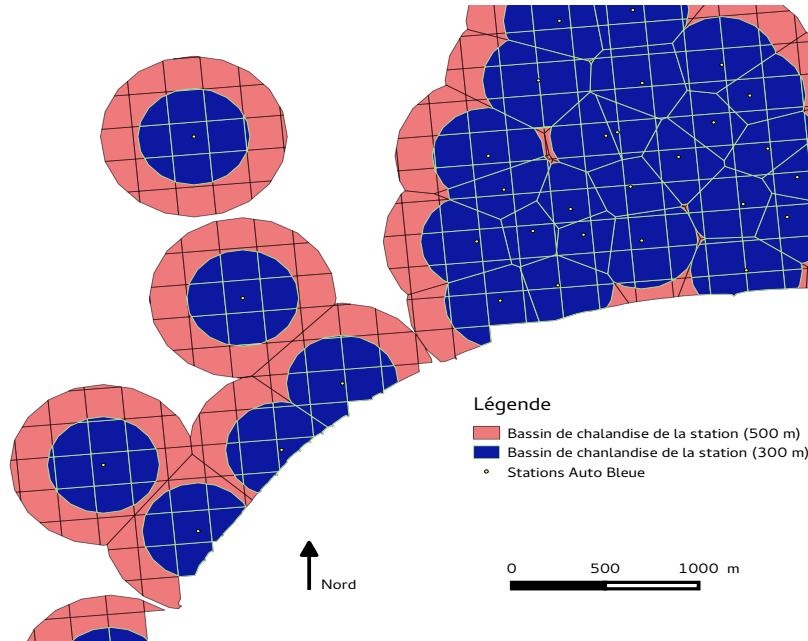 Légende
Bassin de chalandise de la station (500 m)
Bassin de chanlandise de la station (300 m)
Stations Auto Bleue
Nord
0 500 1000 m